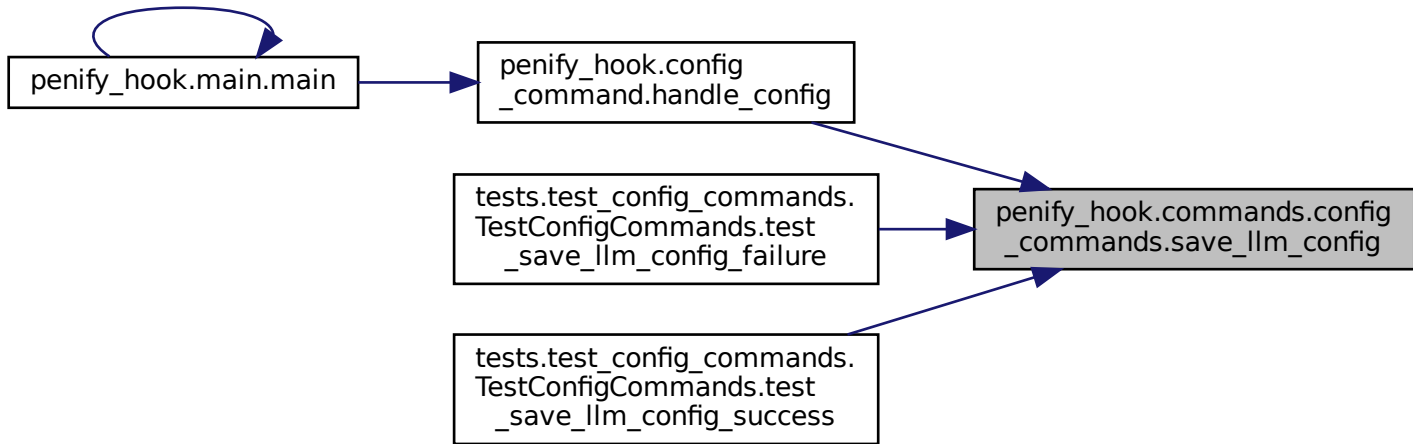 penify_hook.main.main
penify_hook.config
_command.handle_config
tests.test_config_commands.
TestConfigCommands.test
_save_llm_config_failure
penify_hook.commands.config
_commands.save_llm_config
tests.test_config_commands.
TestConfigCommands.test
_save_llm_config_success